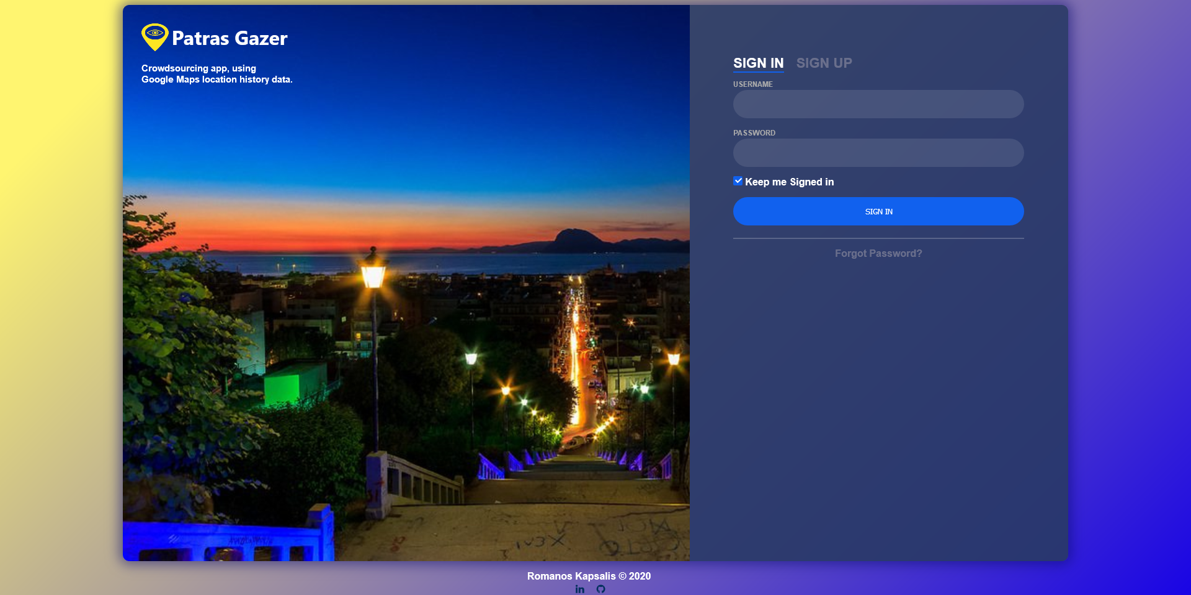 Patras Gazer
Crowdsourcing app, using
Google Maps location history data.
SIGN IN SIGN UP
USERNAME
PASSWORD
Keep me Signed in
SIGN IN
Forgot Password?
Romanos Kapsalis © 2020
in